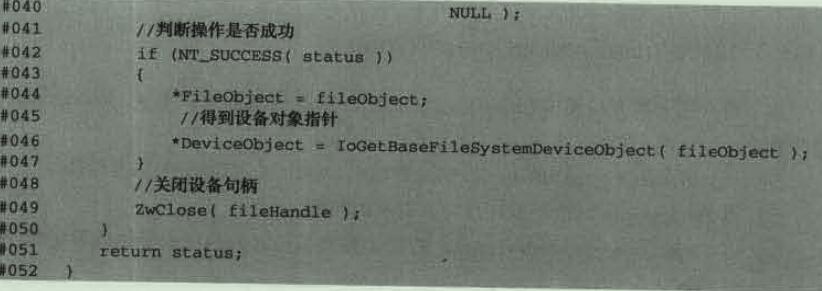 #040 NULL );
#041 //判断操作是否成功
#042 if (NT_SUCCESS( status ))
#043 {
#044 *FileObject = fileObject;
#045 //得到设备对象指针
#046 *DeviceObject = IoGetBaseFileSystemDeviceObject( fileObject );
#047 }
#048 //关闭设备句柄
#049 ZwClose( fileHandle );
#050 }
#051 return status;
#052 }